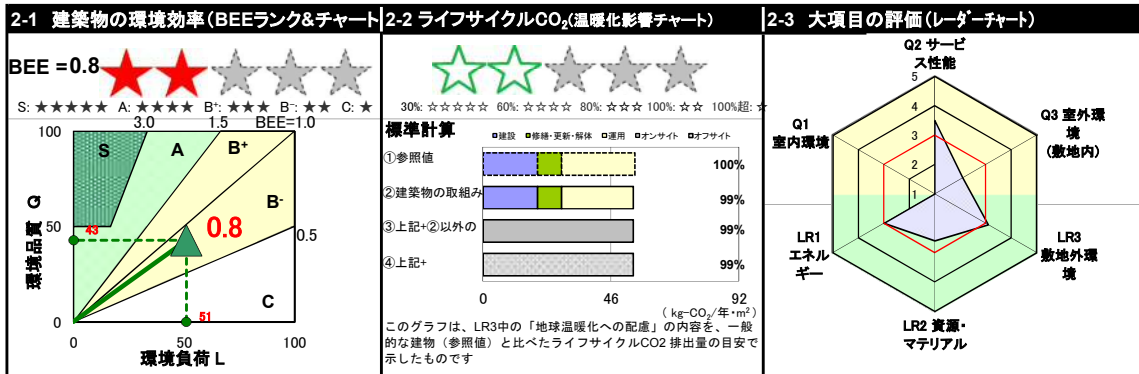 2-1 建築物の環境効率(BEEランク&チャート
BEE = 0.8
S: ★★★★★ A: ★★★★ B+: ★★★ B-: ★★ C: ★
3.0 1.5 BEE=1.0
100
S A B+
B-
環境品質 Q
43
50
0.8
0.5
C
51
0
0 50 100
環境負荷 L
2-2 ライフサイクルCO2(温暖化影響チャート)
30%: ☆☆☆☆☆ 60%: ☆☆☆☆ 80%: ☆☆☆ 100%: ☆☆ 100%超: ☆
標準計算
建設 修繕・更新・解体 運用 オンサイト オフサイト
①参照値 100%
②建築物の取組み 99%
③上記+②以外の 99%
④上記+ 99%
0 46 92
( kg-CO2/年・m2 )
このグラフは、LR3中の「地球温暖化への配慮」の内容を、一般
的な建物(参照値)と比べたライフサイクルCO2 排出量の目安で
示したものです
2-3 大項目の評価(レーダーチャート)
Q2 サービ
ス性能
5
4
3
2
1
Q1
室内環境
Q3 室外環
境
(敷地内)
LR1
エネル
ギー
LR3
敷地外環
境
LR2 資源・
マテリアル